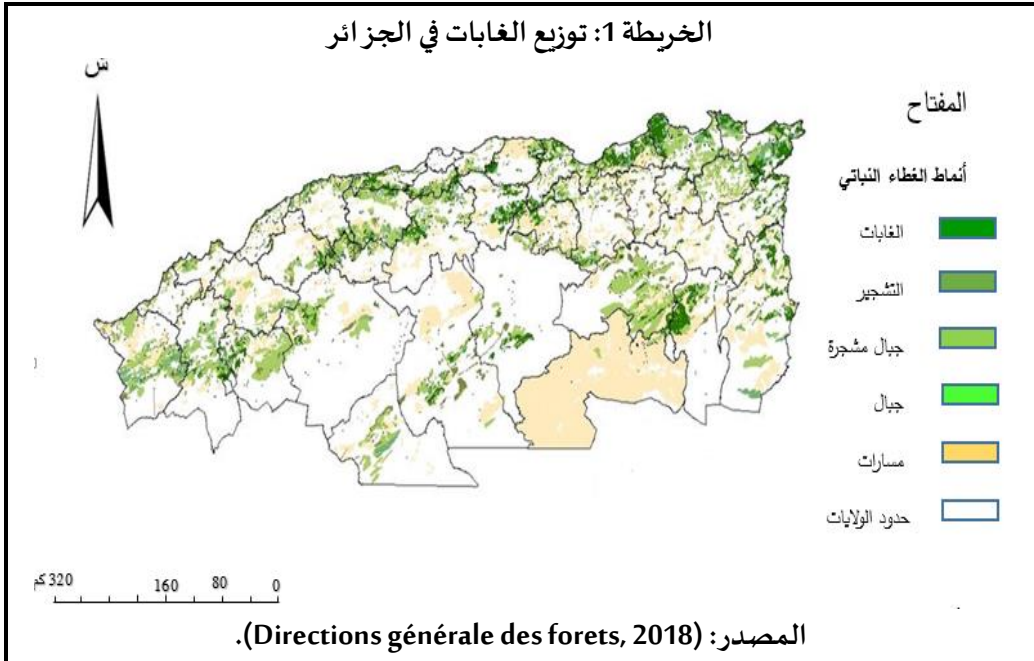 الخريطة 1: توزيع الغابات في الجزائر
ش
المفتاح
أنماط الغطاء النباتي
الغابات
التشجير
جبال مشجرة
جبال
مسارات
حدود الولايات
320 كم 160 80 0
المصدر: (Directions générale des forets, 2018).